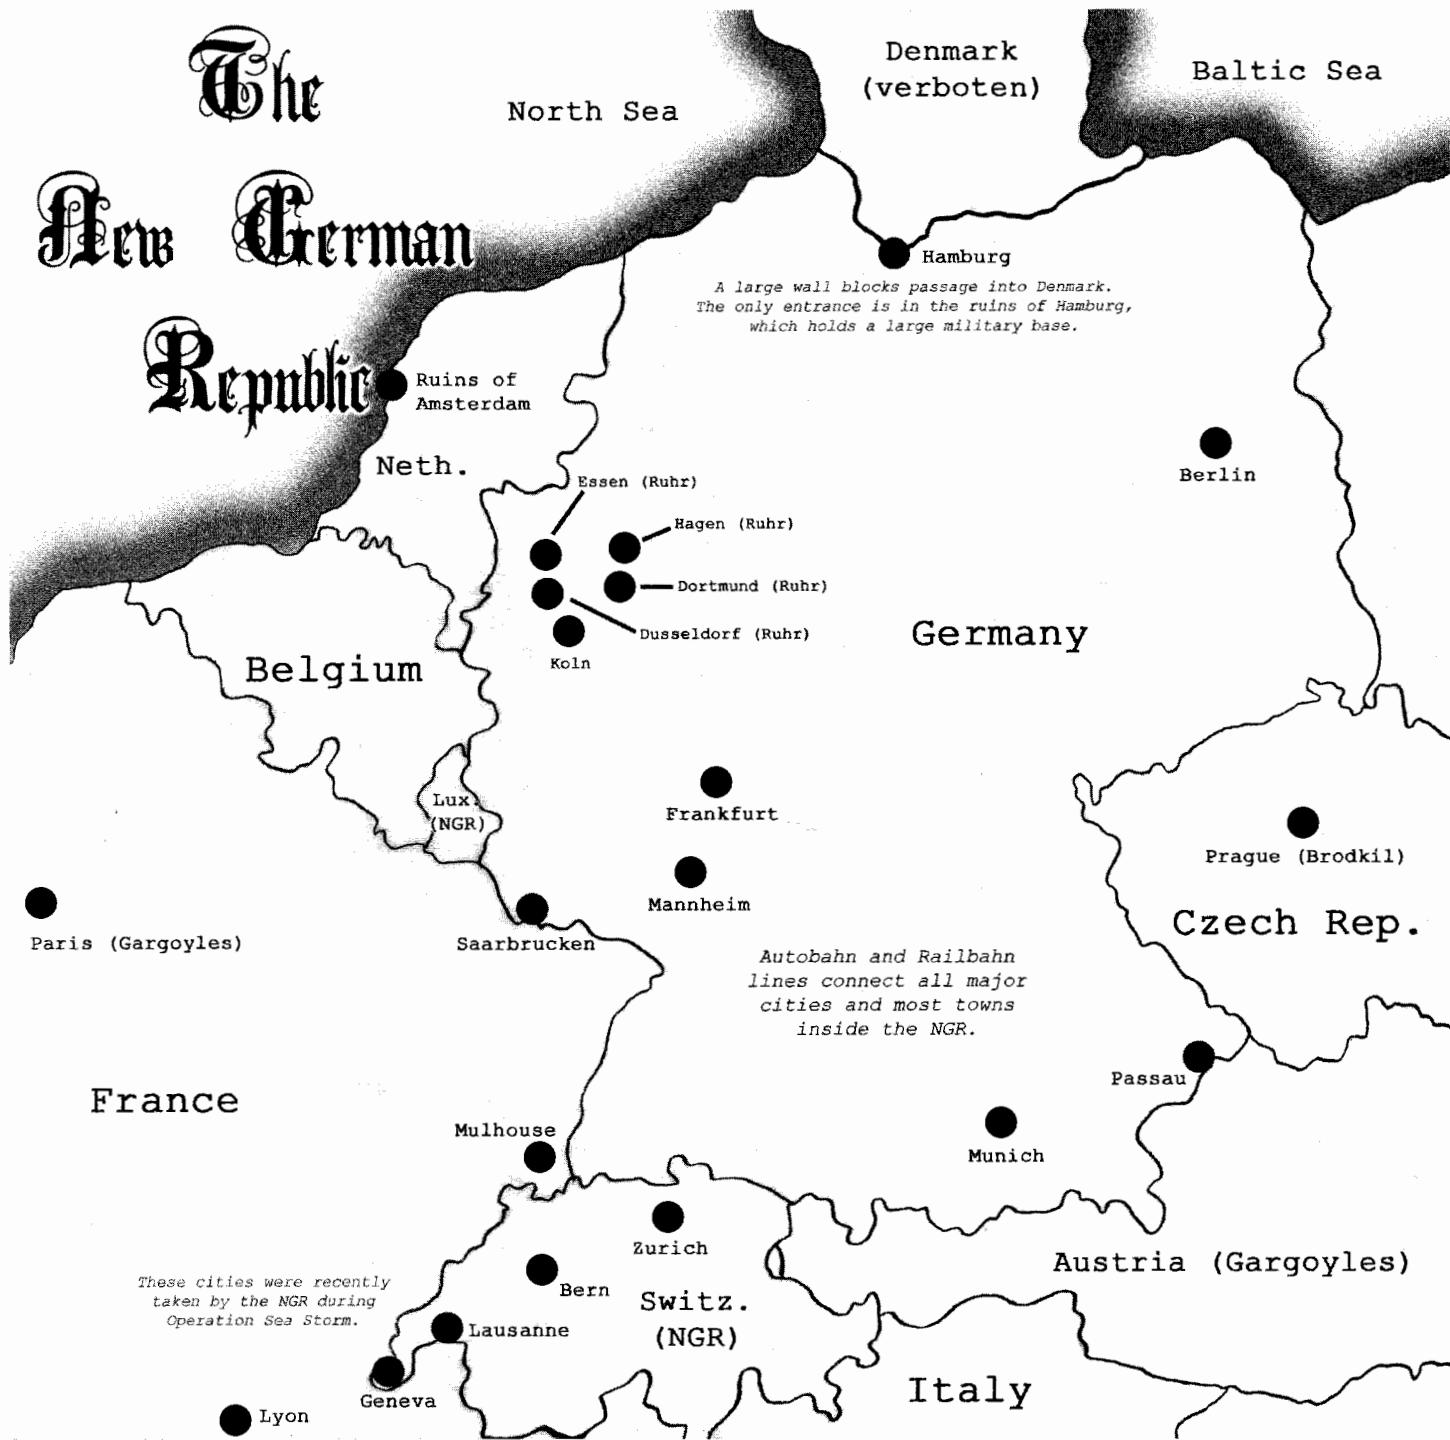 The
New German
Republic
North Sea
Denmark
(verboten)
Baltic Sea
Hamburg
A large wall blocks passage into Denmark.
The only entrance is in the ruins of Hamburg,
which holds a large military base.
Ruins of
Amsterdam
Neth.
Berlin
Essen (Ruhr)
Hagen (Ruhr)
Dortmund (Ruhr)
Dusseldorf (Ruhr)
Koln
Germany
Belgium
Lux.
(NGR)
Frankfurt
Mannheim
Prague (Brodkil)
Czech Rep.
Paris (Gargoyles)
Saarbrucken
Autobahn and Railbahn
lines connect all major
cities and most towns
inside the NGR.
Passau
France
Mulhouse
Munich
Zurich
Bern
Switz.
(NGR)
Austria (Gargoyles)
These cities were recently
taken by the NGR during
Operation Sea Storm.
Lausanne
Geneva
Italy
Lyon